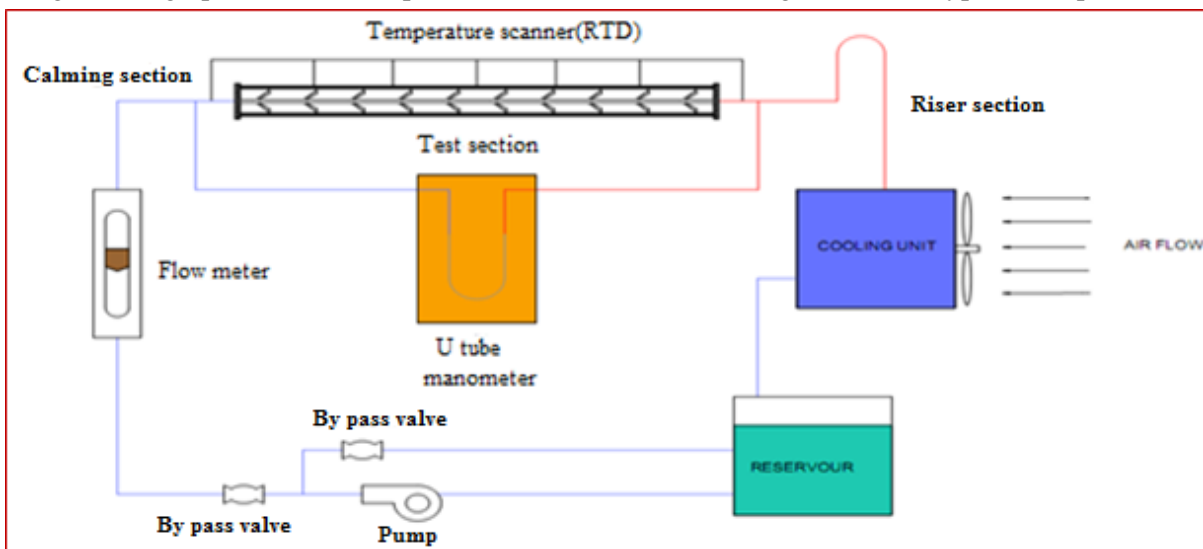 Temperature scanner(RTD)
Calming section
Riser section
Test section
COOLING UNIT
AIR FLOW
Flow meter
U tube
manometer
By pass valve
RESERVOUR
By pass valve
Pump